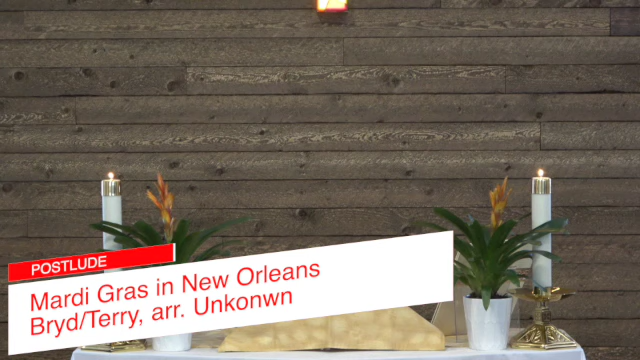 POSTLUDE
Mardi Gras in New Orleans
Bryd/Terry, arr. Unkonwn